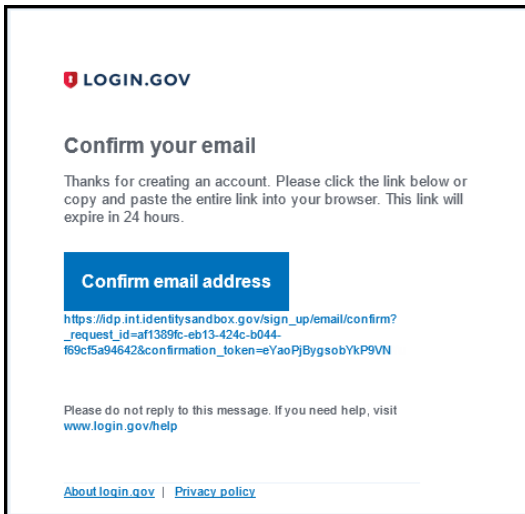 LOGIN.GOV
Confirm your email
Thanks for creating an account. Please click the link below or
copy and paste the entire link into your browser. This link will
expire in 24 hours.
Confirm email address
https://idp.int.identitysandbox.gov/sign_up/email/confirm?
_request_id=af1389fc-eb13-424c-b044-
f69cf5a94642&confirmation_token=eYaoPjBygsobYkP9VN
Please do not reply to this message. If you need help, visit
www.login.gov/help
About login.gov | Privacy policy